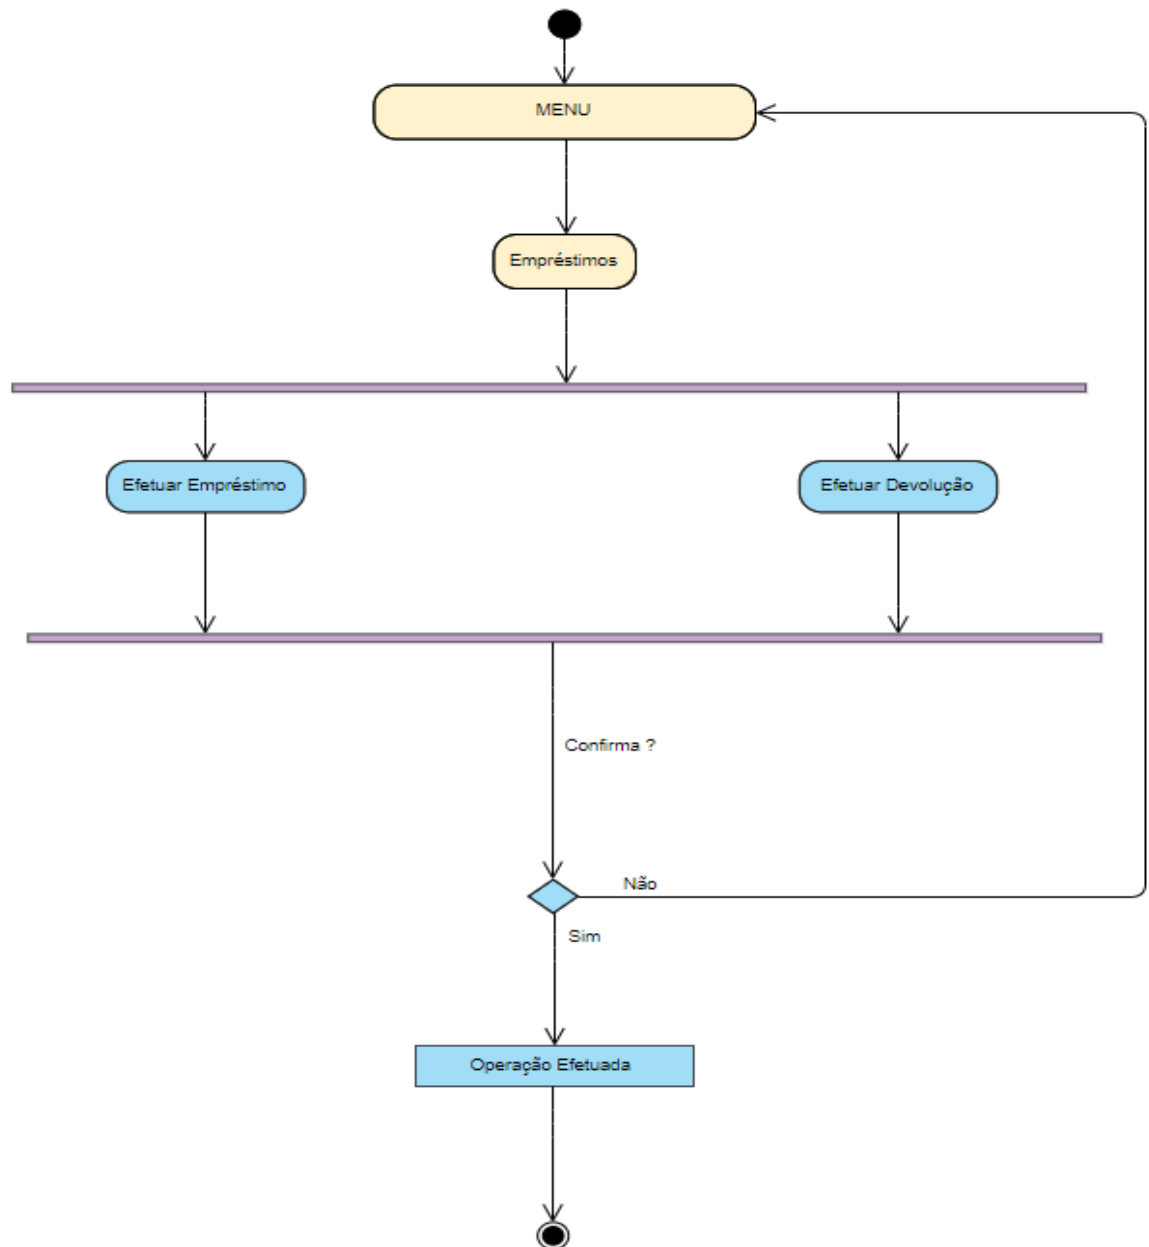 MENU
Empréstimos
Efetuar Empréstimo
Efetuar Devolução
Confirma ?
Não
Sim
Operação Efetuada